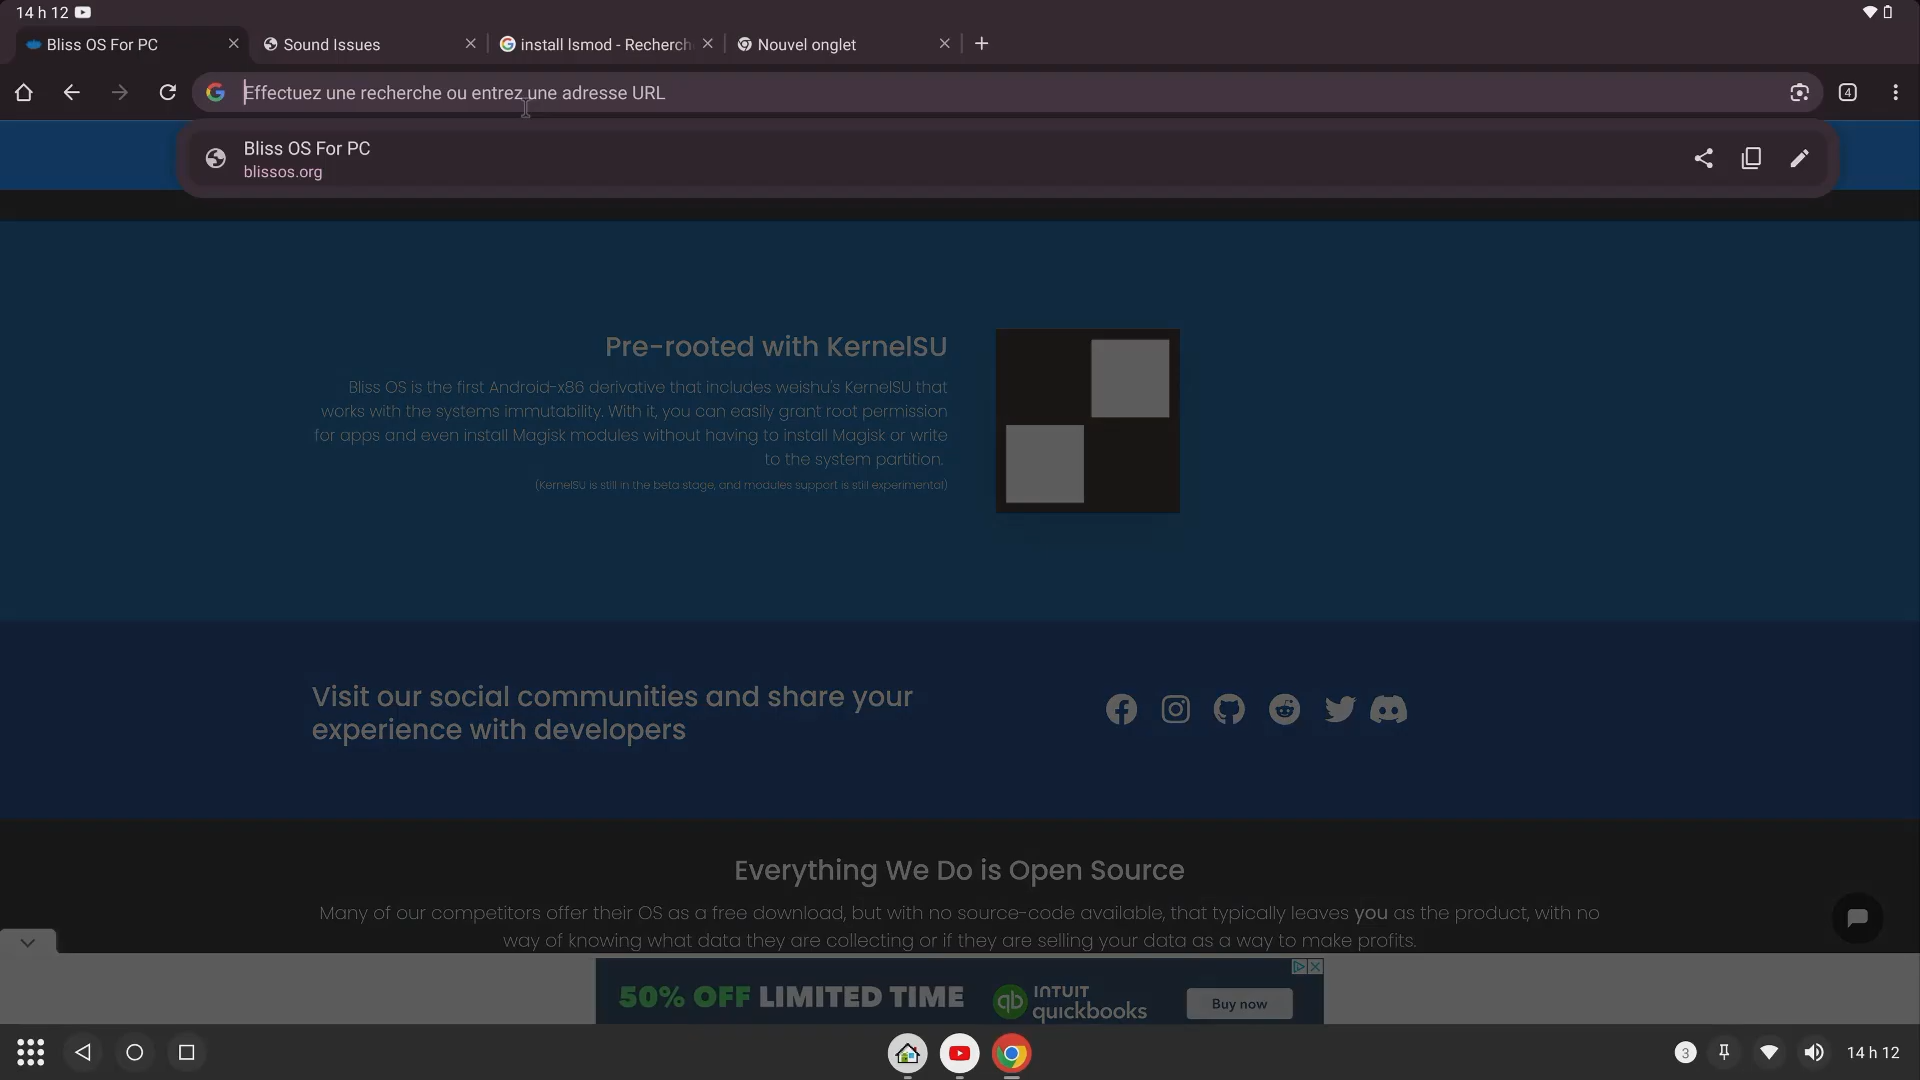 14 h 12
Bliss OS For PC
Sound Issues
install lsmod - Recherch
Nouvel onglet
Effectuez une recherche ou entrez une adresse URL
4
Bliss OS For PC
blissos.org
Pre-rooted with KernelSU
Bliss OS is the first Android-x86 derivative that includes weishu's KernelSU that
works with the systems immutability. With it, you can easily grant root permission
for apps and even install Magisk modules without having to install Magisk or write
to the system partition.
(KernelSU is still in the beta stage, and modules support is still experimental)
Visit our social communities and share your
experience with developers
Everything We Do is Open Source
Many of our competitors offer their OS as a free download, but with no source-code available, that typically leaves you as the product, with no
way of knowing what data they are collecting or if they are selling your data as a way to make profits.
50% OFF LIMITED TIME
qb
INTUIT
quickbooks
Buy now
3
14 h 12